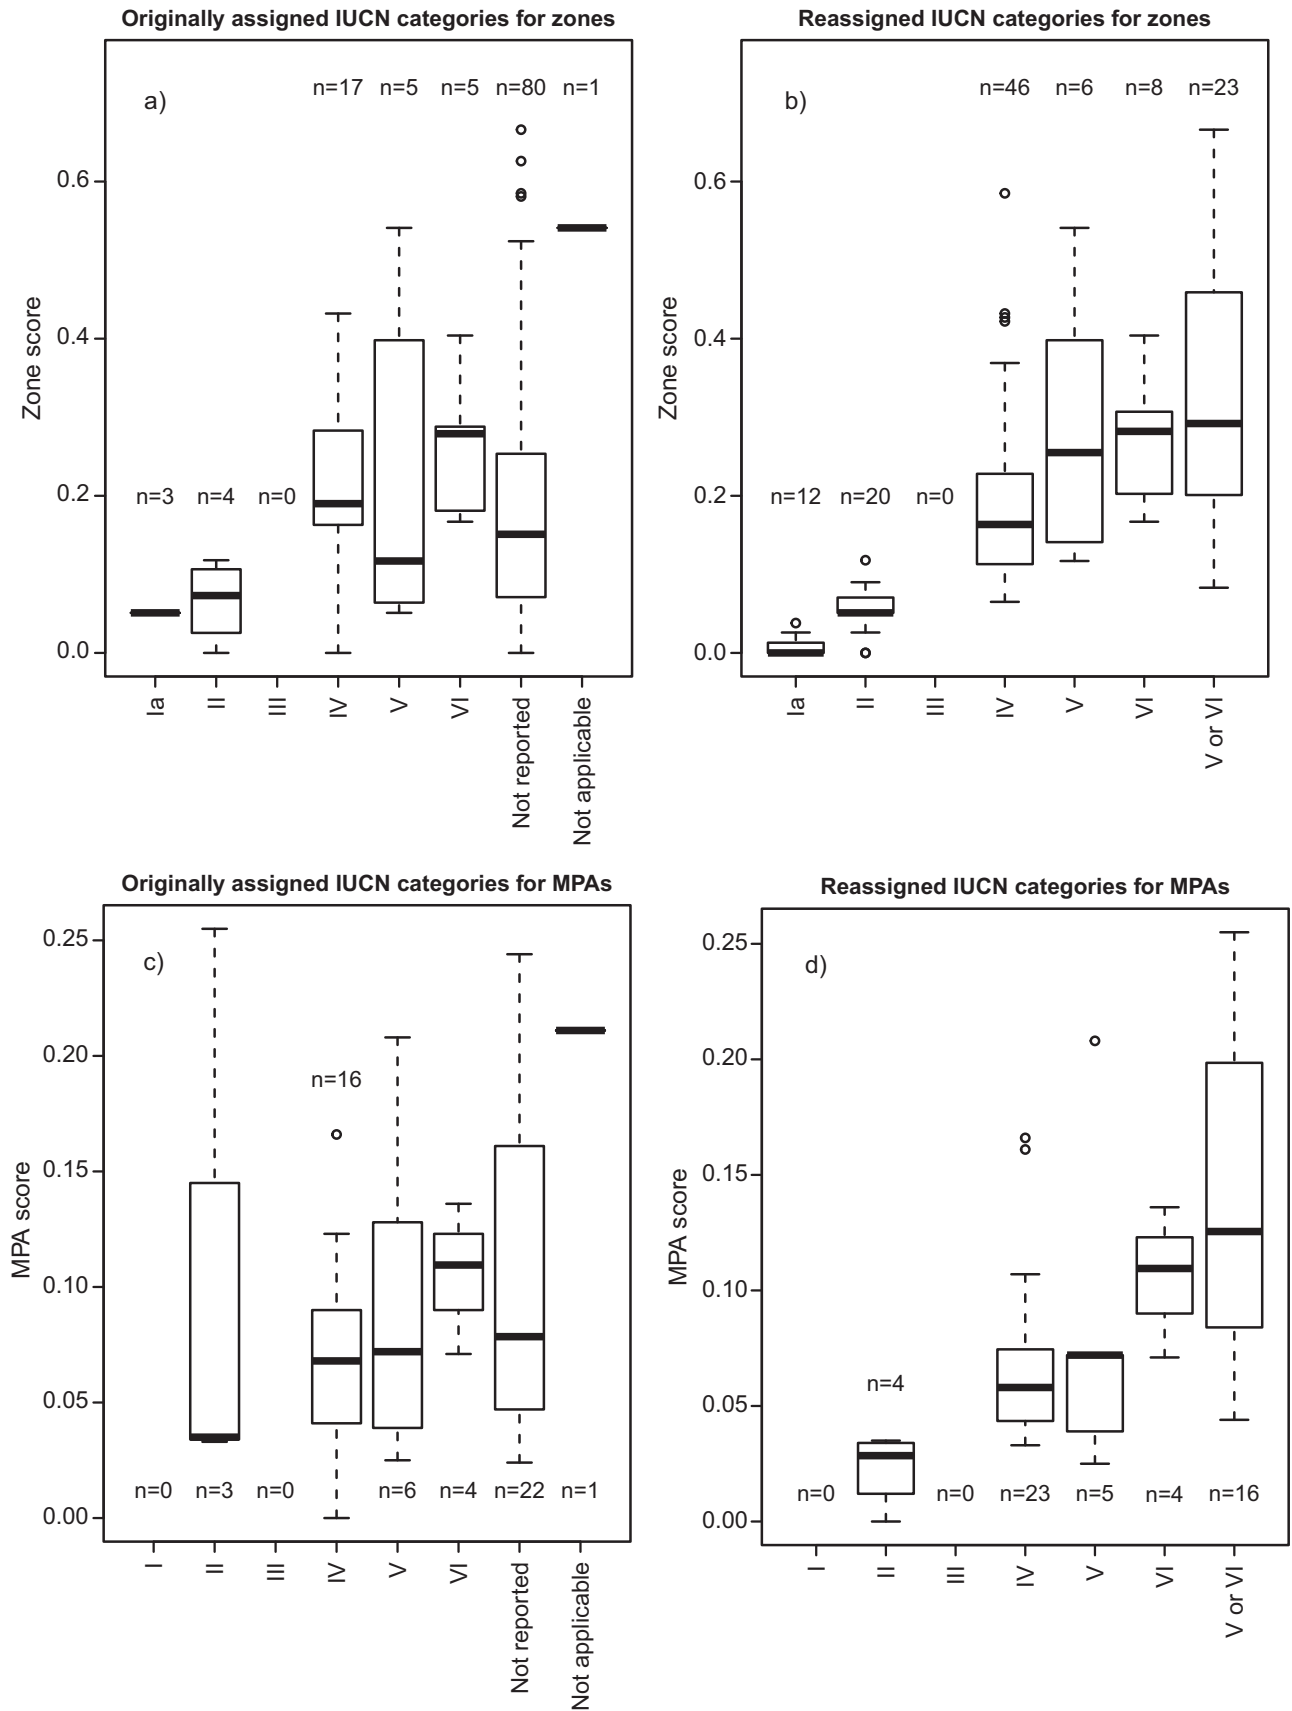 Originally assigned IUCN categories for zones
a)
n=17 n=5 n=5 n=80 n=1
n=3 n=4 n=0
Zone score
0.6
0.4
0.2
0.0
Ia II III IV V VI Not reported Not applicable
Reassigned IUCN categories for zones
b)
n=46 n=6 n=8 n=23
n=12 n=20 n=0
Zone score
0.6
0.4
0.2
0.0
Ia II III IV V VI V or VI
Originally assigned IUCN categories for MPAs
c)
n=16
n=0 n=3 n=0 n=6 n=4 n=22 n=1
MPA score
0.25
0.20
0.15
0.10
0.05
0.00
I II III IV V VI Not reported Not applicable
Reassigned IUCN categories for MPAs
d)
n=4
n=0 n=0 n=23 n=5 n=4 n=16
MPA score
0.25
0.20
0.15
0.10
0.05
0.00
I II III IV V VI V or VI